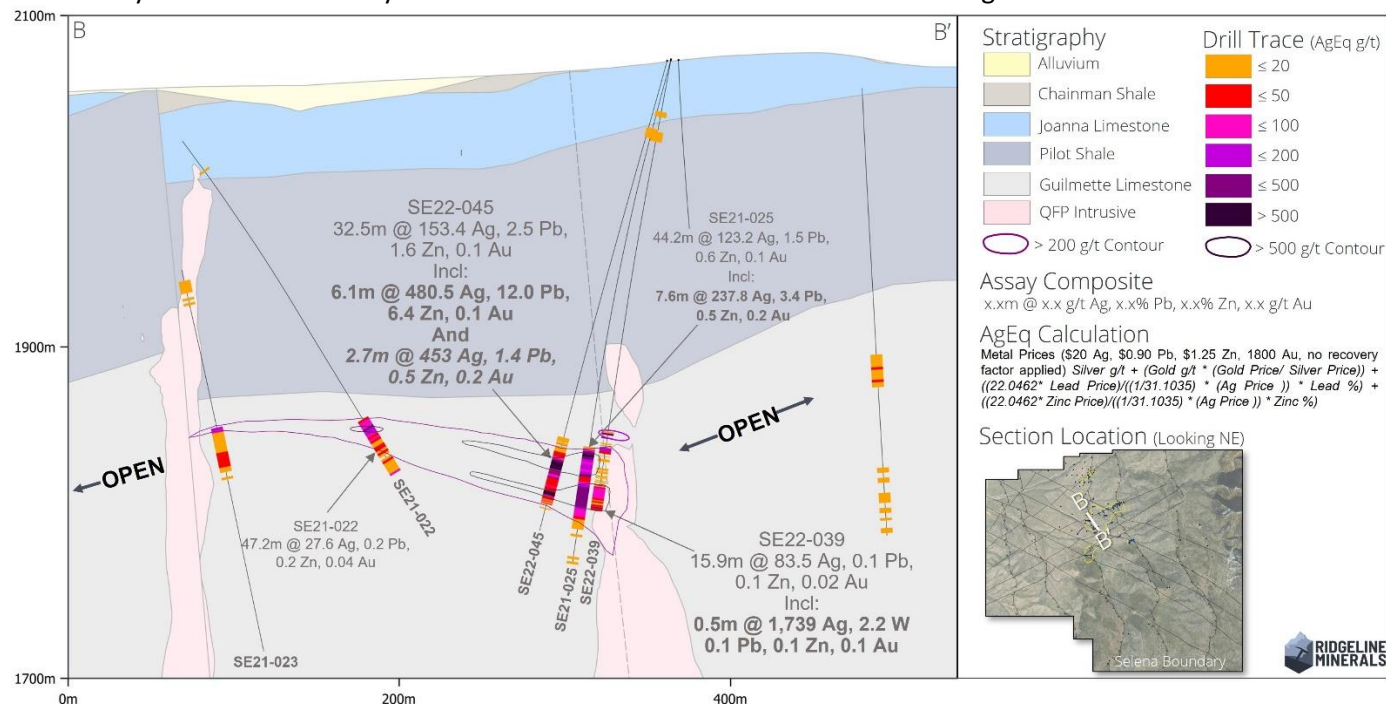 2100m
B
B'
1900m
1700m
0m
200m
400m
SE22-045
32.5m @ 153.4 Ag, 2.5 Pb,
1.6 Zn, 0.1 Au
Incl:
6.1m @ 480.5 Ag, 12.0 Pb,
6.4 Zn, 0.1 Au
And
2.7m @ 453 Ag, 1.4 Pb,
0.5 Zn, 0.2 Au
SE21-025
44.2m @ 123.2 Ag, 1.5 Pb,
0.6 Zn, 0.1 Au
Incl:
7.6m @ 237.8 Ag, 3.4 Pb,
0.5 Zn, 0.2 Au
OPEN
OPEN
SE21-022
47.2m @ 27.6 Ag, 0.2 Pb,
0.2 Zn, 0.04 Au
SE21-022
SE22-045
SE21-025
SE22-039
SE21-023
SE22-039
15.9m @ 83.5 Ag, 0.1 Pb,
0.1 Zn, 0.02 Au
Incl:
0.5m @ 1,739 Ag, 2.2 W
0.1 Pb, 0.1 Zn, 0.1 Au
Stratigraphy
Alluvium
Chainman Shale
Joanna Limestone
Pilot Shale
Guilmette Limestone
QFP Intrusive
> 200 g/t Contour
Drill Trace (AgEq g/t)
≤ 20
≤ 50
≤ 100
≤ 200
≤ 500
> 500
> 500 g/t Contour
Assay Composite
x.xm @ x.x g/t Ag, x.x% Pb, x.x% Zn, x.x g/t Au
AgEq Calculation
Metal Prices ($20 Ag, $0.90 Pb, $1.25 Zn, 1800 Au, no recovery
factor applied) Silver g/t + (Gold g/t * (Gold Price/ Silver Price)) +
((22.0462* Lead Price)/((1/31.1035) * (Ag Price )) * Lead %) +
((22.0462* Zinc Price)/((1/31.1035) * (Ag Price )) * Zinc %)
Section Location (Looking NE)
B
B'
Selena Boundary
RIDGELINE
MINERALS